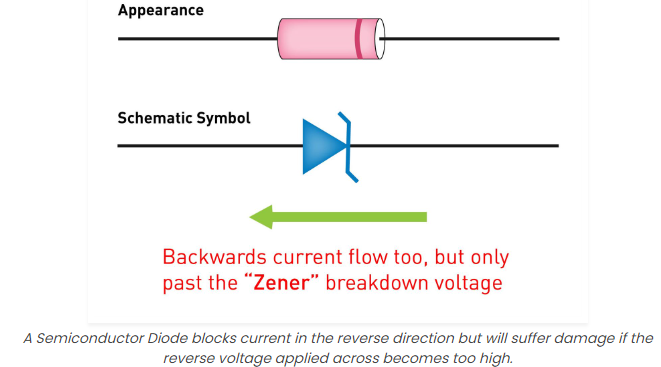 Appearance
Schematic Symbol
Backwards current flow too, but only
past the “Zener” breakdown voltage
A Semiconductor Diode blocks current in the reverse direction but will suffer damage if the
reverse voltage applied across becomes too high.